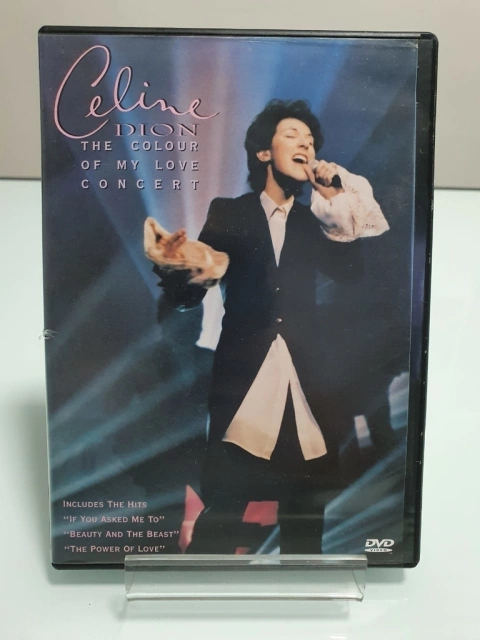 Celine
DION
THE COLOUR
OF MY LOVE
CONCERT
INCLUDES THE HITS
"IF YOU ASKED ME TO"
"BEAUTY AND THE BEAST"
"THE POWER OF LOVE"
DVD
VIDEO